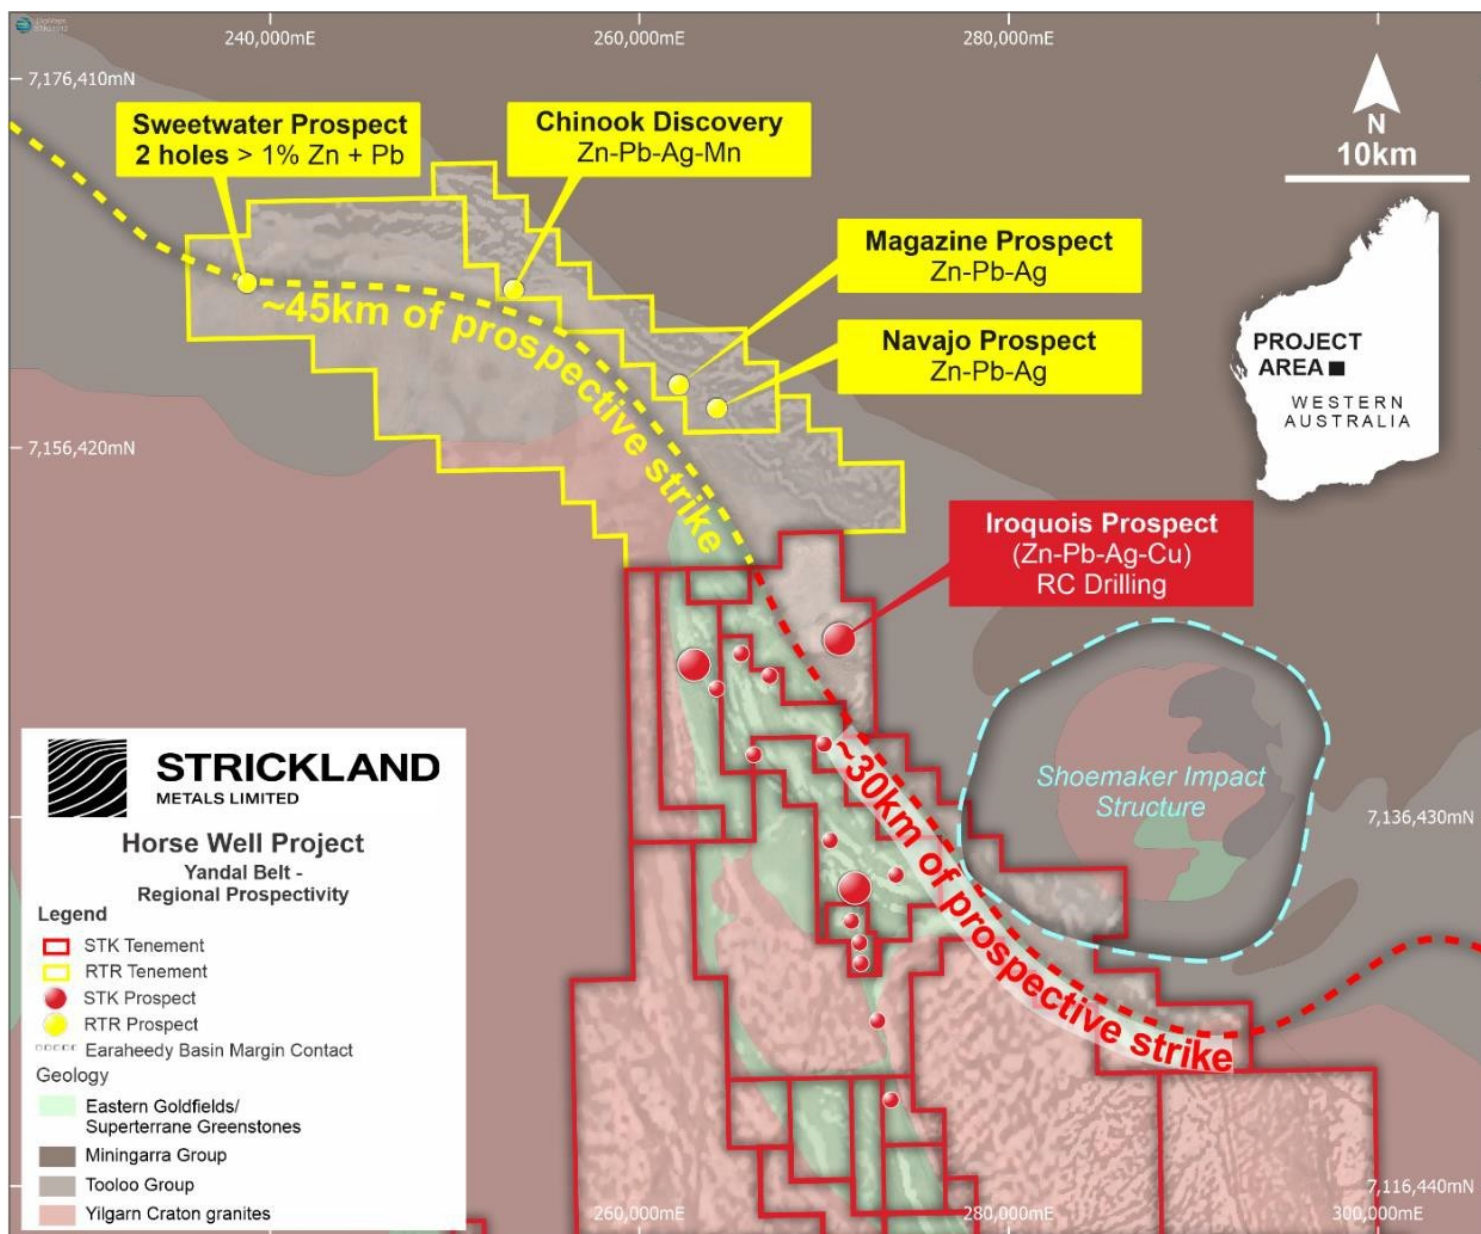 240,000mE
260,000mE
280,000mE
7,176,410mN
Sweetwater Prospect
2 holes > 1% Zn + Pb
Chinook Discovery
Zn-Pb-Ag-Mn
N
10km
Magazine Prospect
Zn-Pb-Ag
Navajo Prospect
Zn-Pb-Ag
~45km of prospective strike
PROJECT
AREA
WESTERN
AUSTRALIA
7,156,420mN
Iroquois Prospect
(Zn-Pb-Ag-Cu)
RC Drilling
Shoemaker Impact
Structure
~30km of prospective strike
7,136,430mN
STRICKLAND
METALS LIMITED
Horse Well Project
Yandal Belt -
Regional Prospectivity
Legend
STK Tenement
RTR Tenement
STK Prospect
RTR Prospect
Earaheedy Basin Margin Contact
Geology
Eastern Goldfields/
Superterrane Greenstones
Miningarra Group
Tooloo Group
Yilgarn Craton granites
7,116,440mN
260,000mE
280,000mE
300,000mE